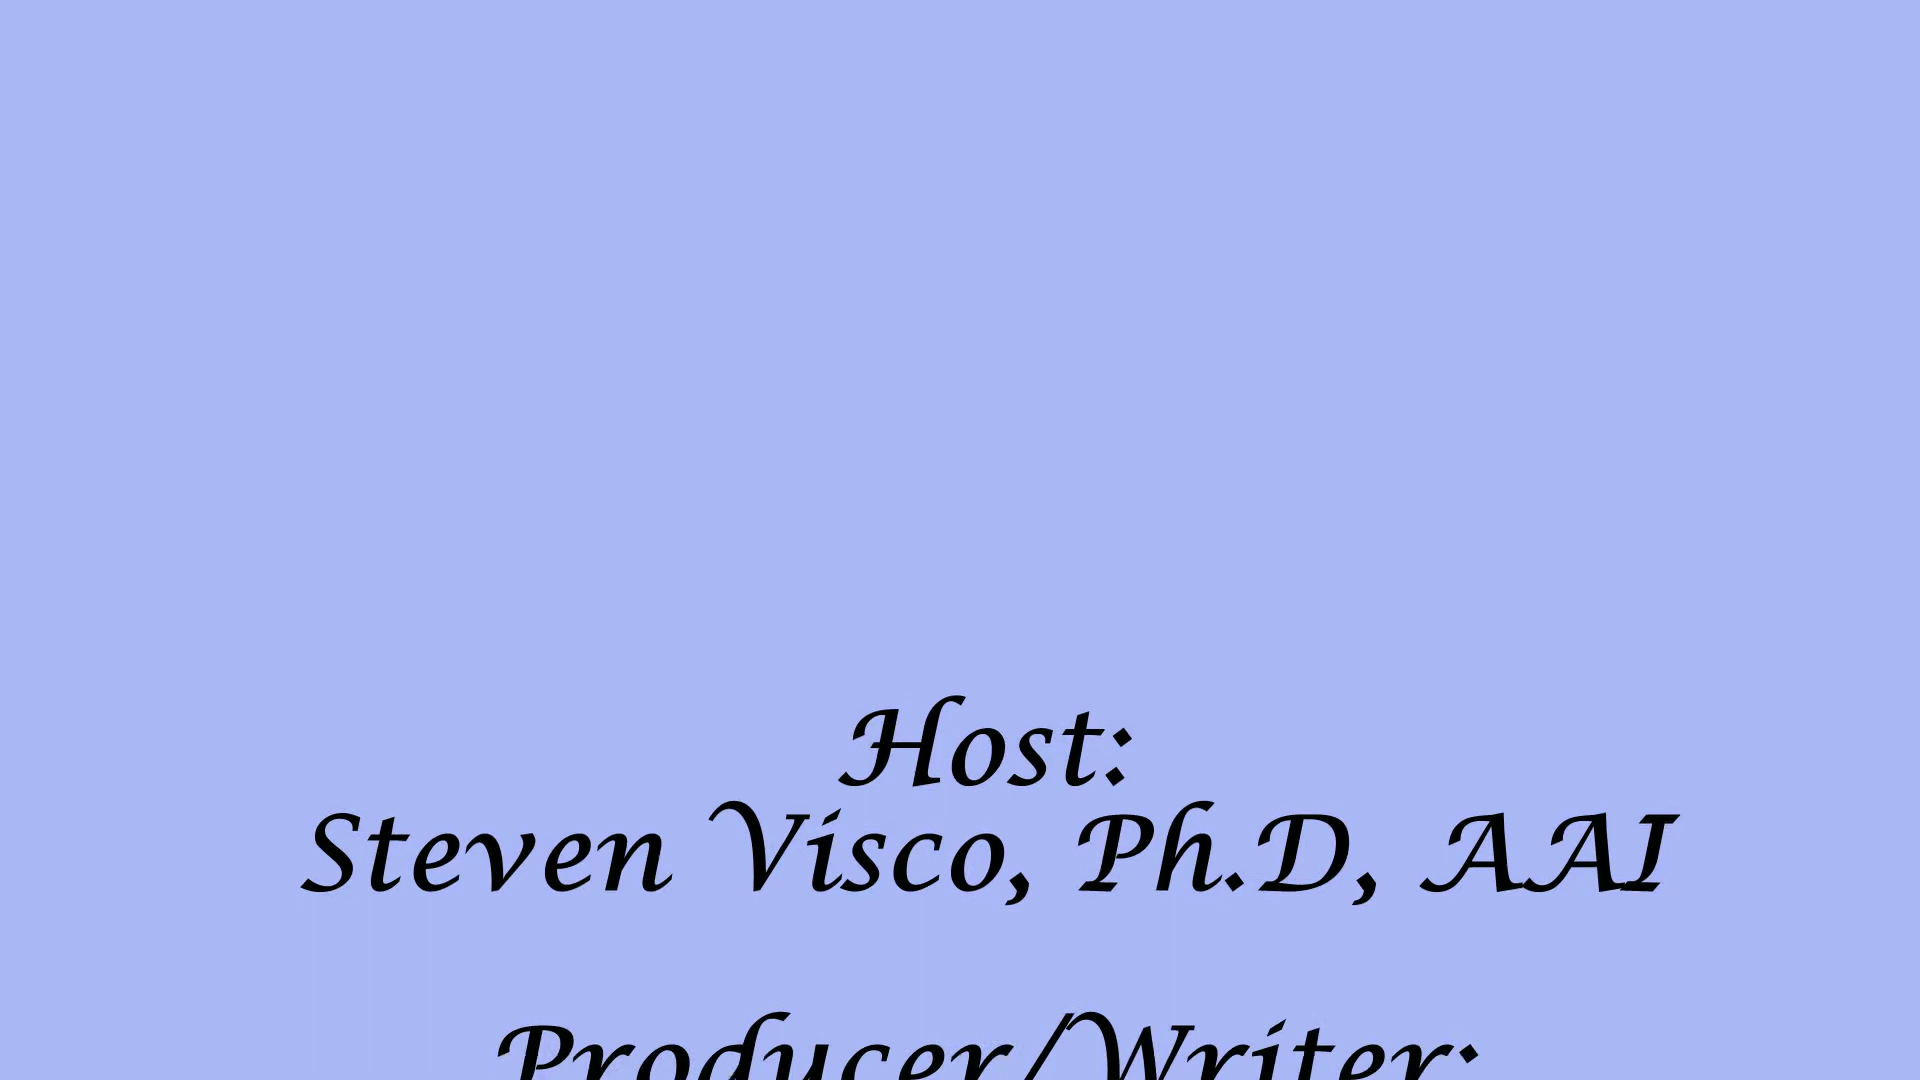 Host:
Steven Visco, Ph.D, AAI
Producer/Writer: